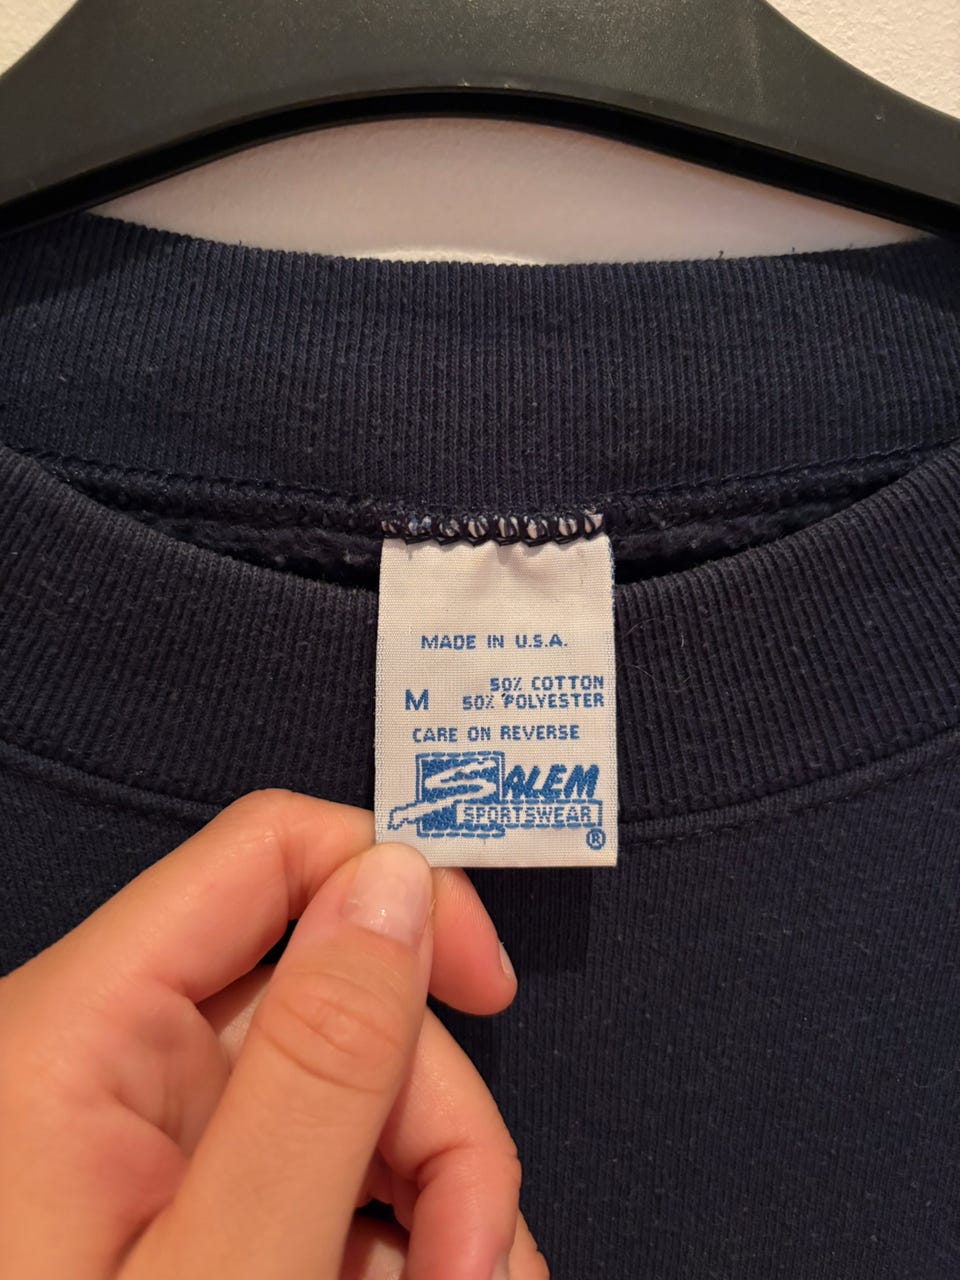 MADE IN U.S.A.
50% COTTON
M 50% POLYESTER
CARE ON REVERSE
SALEM
SPORTSWEAR
®